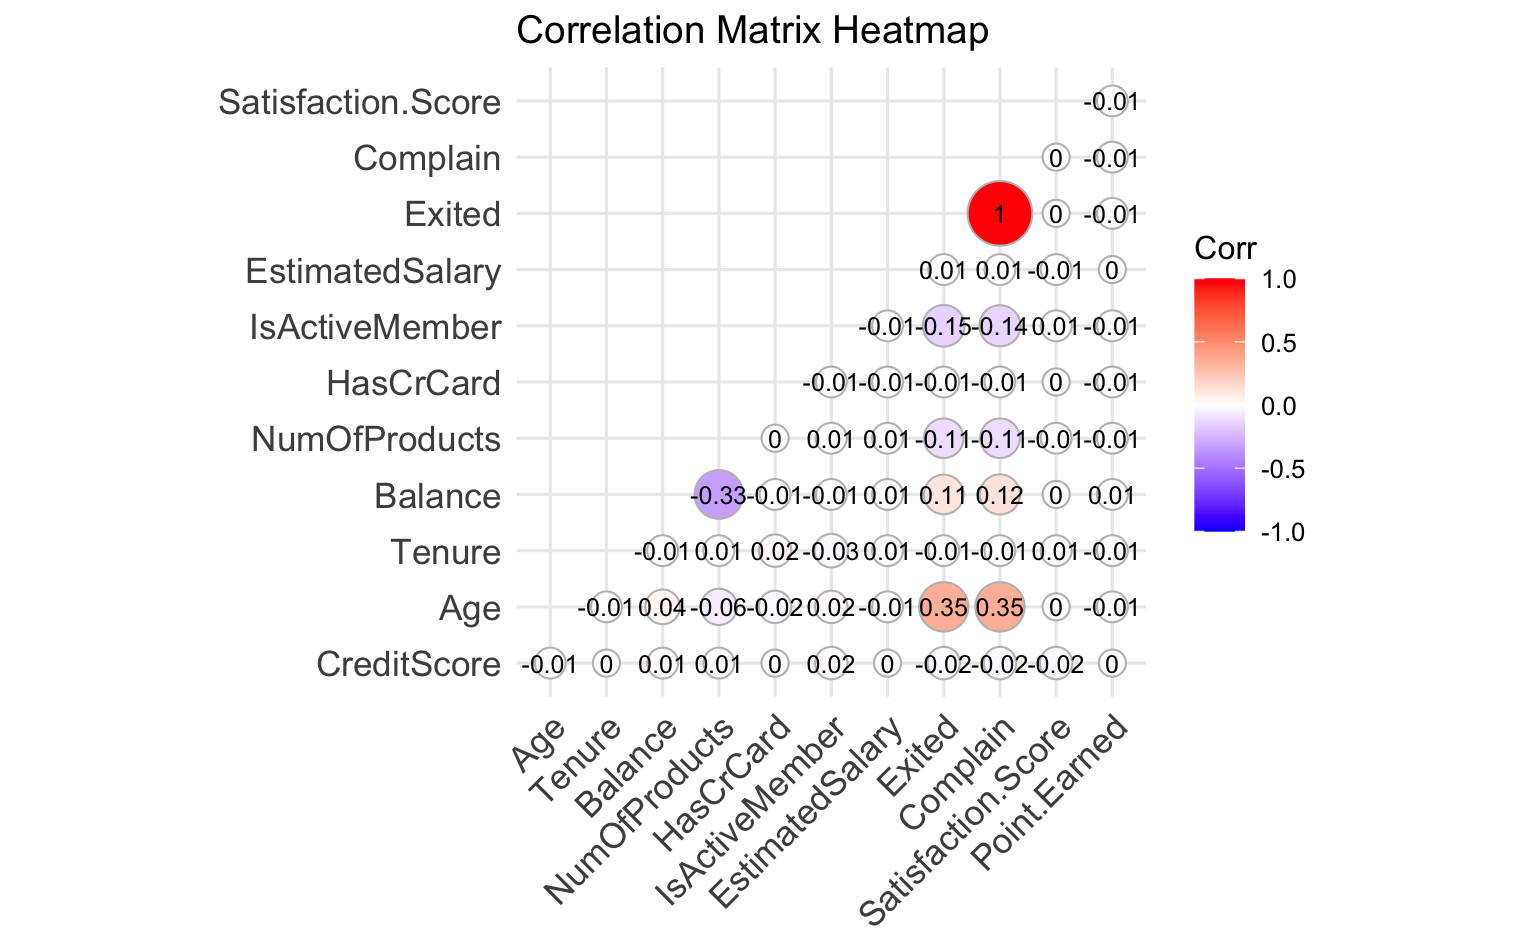 Correlation Matrix Heatmap
Satisfaction.Score -0.01
Complain 0 -0.01
Exited 1 0 -0.01
EstimatedSalary 0.01 0.01 -0.01 0
IsActiveMember -0.01 -0.15 -0.14 0.01 -0.01
HasCrCard -0.01 -0.01 -0.01 -0.01 0 -0.01
NumOfProducts 0 0.01 0.01 -0.11 -0.11 -0.01 -0.01
Balance -0.33 -0.01 -0.01 0.01 0.11 0.12 0 0.01
Tenure -0.01 0.01 0.02 -0.03 0.01 -0.01 -0.01 0.01 -0.01
Age -0.01 0.04 -0.06 -0.02 0.02 -0.01 0.35 0.35 0 -0.01
CreditScore -0.01 0 0.01 0.01 0 0.02 0 -0.02 -0.02 -0.02 0
Age
Tenure
Balance
NumOfProducts
HasCrCard
IsActiveMember
EstimatedSalary
Exited
Complain
Satisfaction.Score
Point.Earned
Corr
1.0
0.5
0.0
-0.5
-1.0